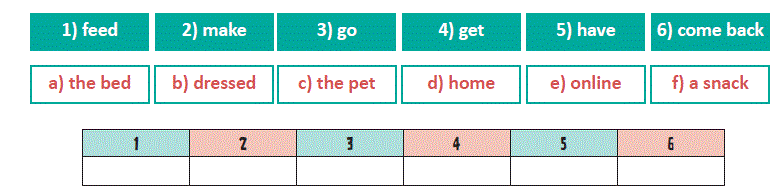 1) feed 2) make 3) go 4) get 5) have 6) come back
a) the bed b) dressed c) the pet d) home e) online f) a snack
1 2 3 4 5 6